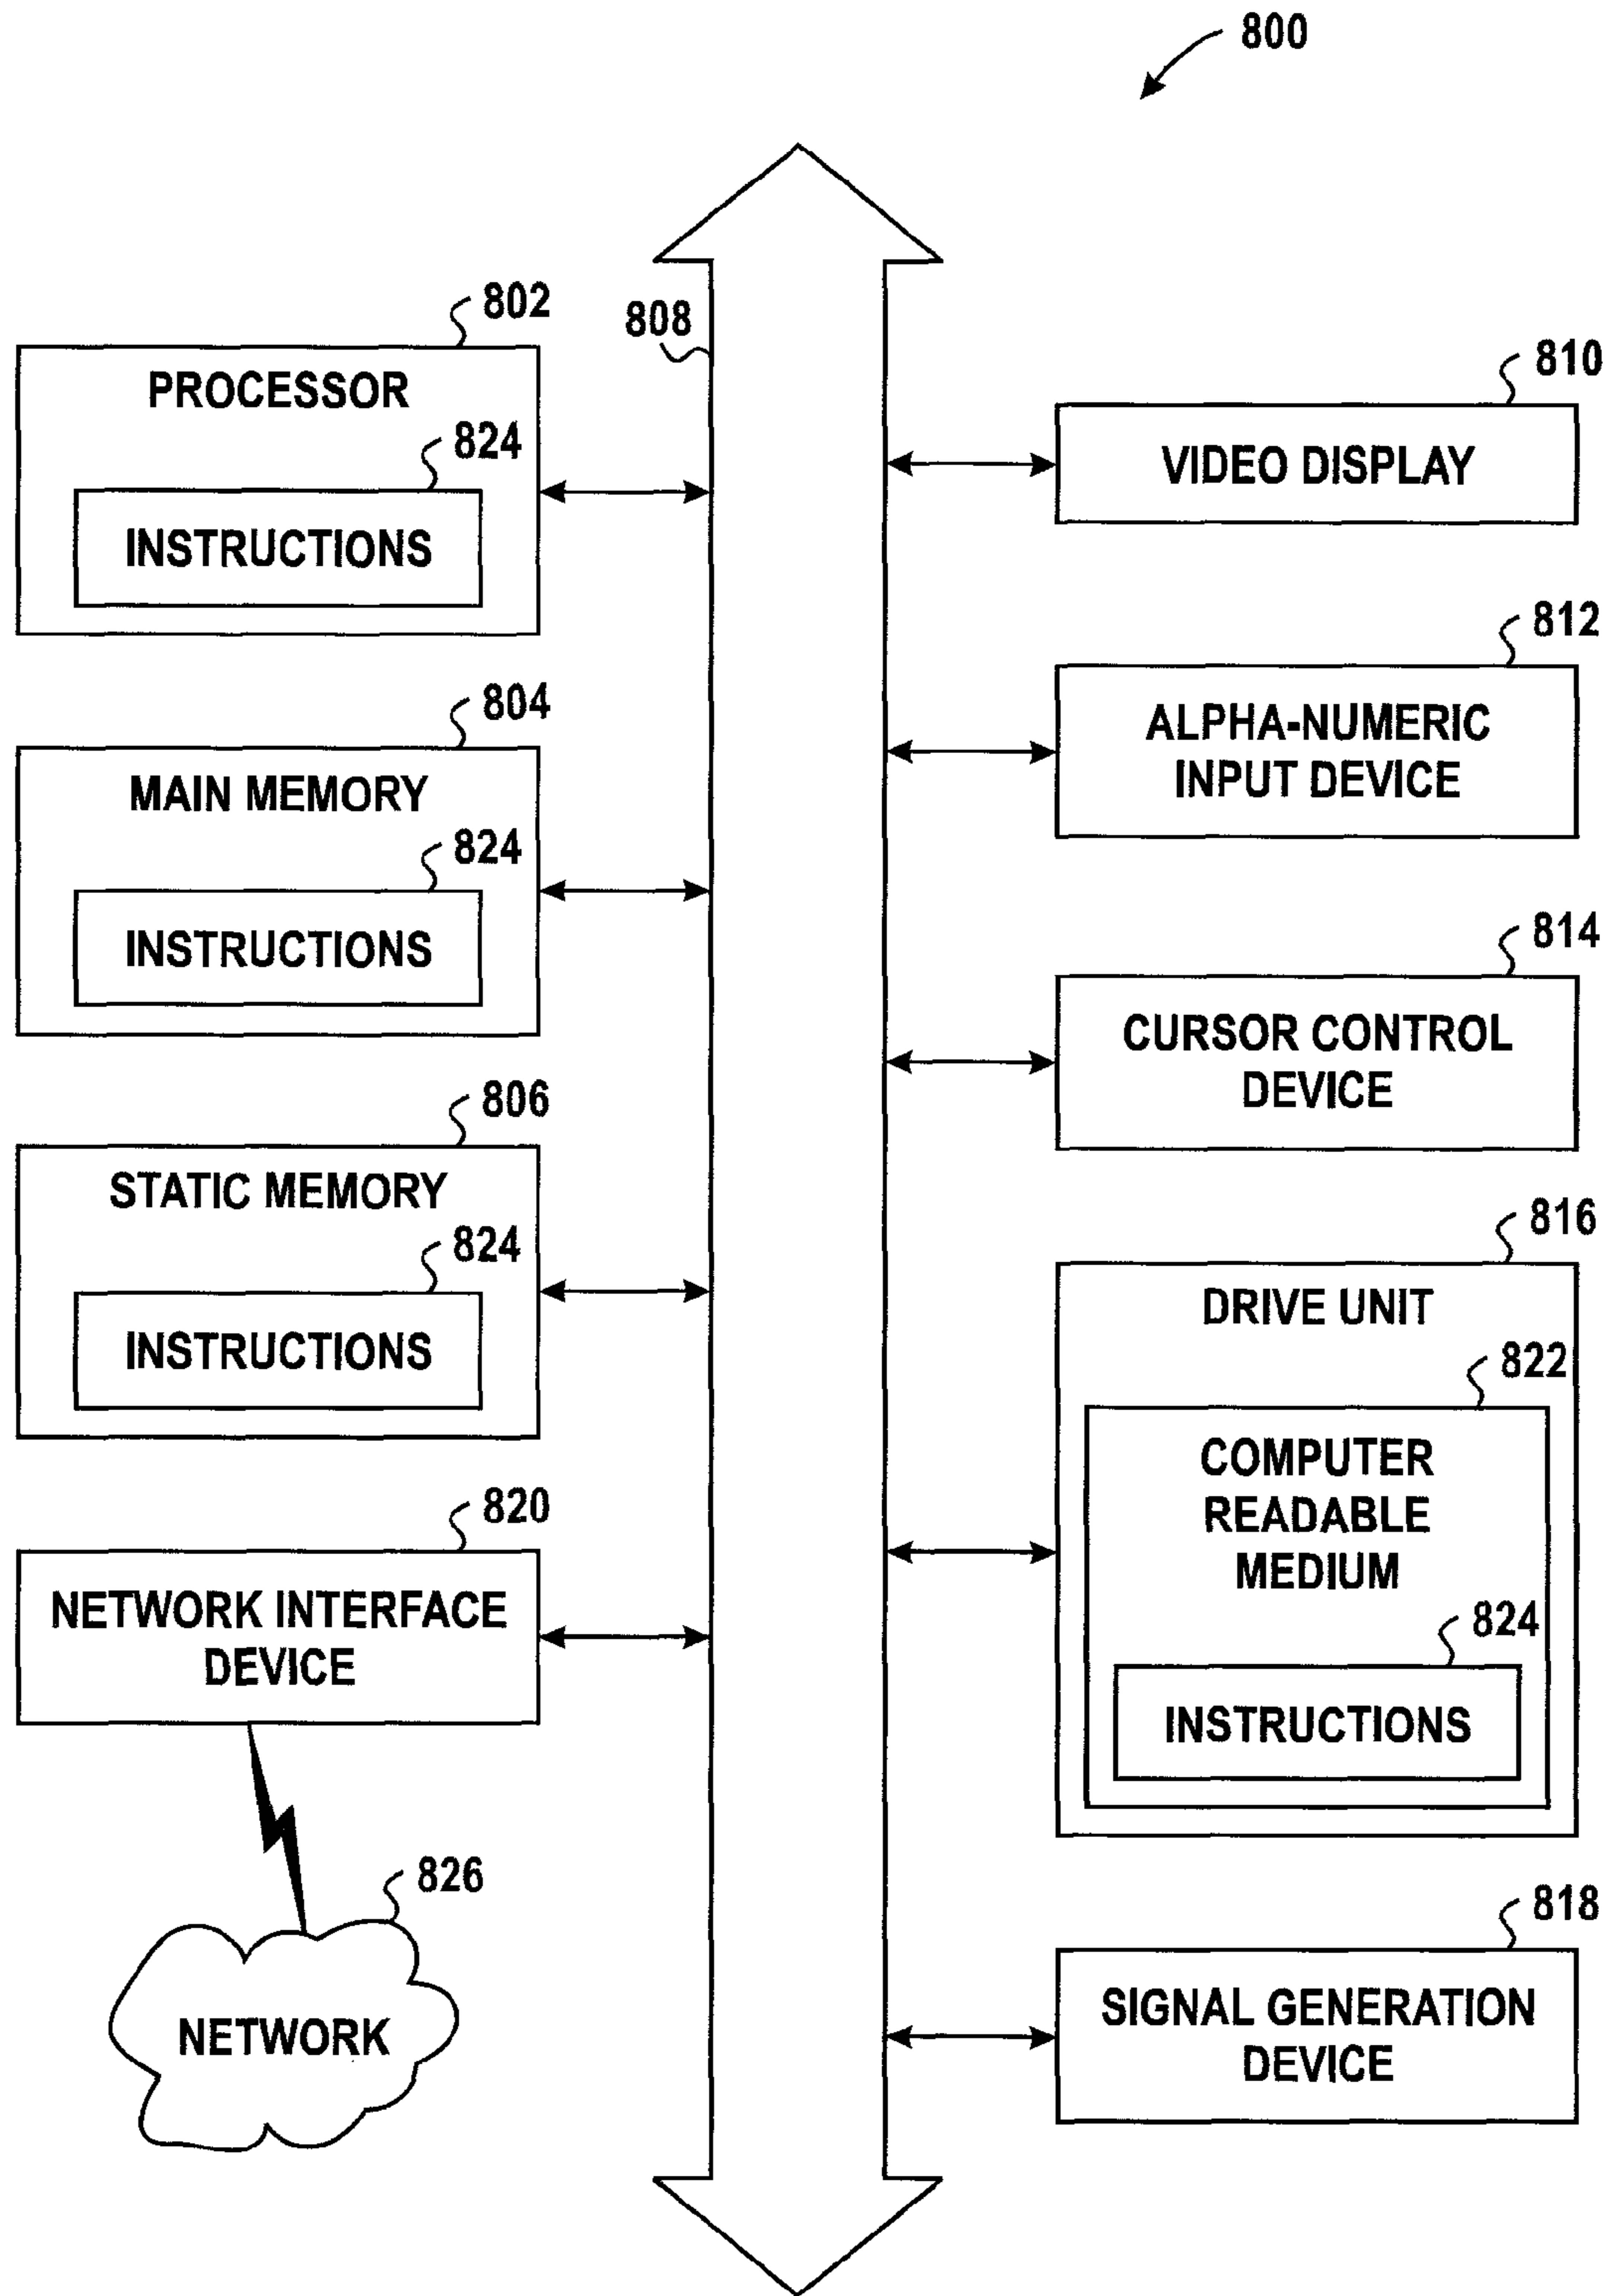 800
808
802
PROCESSOR
824
INSTRUCTIONS
804
MAIN MEMORY
824
INSTRUCTIONS
806
STATIC MEMORY
824
INSTRUCTIONS
820
NETWORK INTERFACE
DEVICE
826
NETWORK
810
VIDEO DISPLAY
812
ALPHA-NUMERIC
INPUT DEVICE
814
CURSOR CONTROL
DEVICE
816
DRIVE UNIT
822
COMPUTER
READABLE
MEDIUM
824
INSTRUCTIONS
818
SIGNAL GENERATION
DEVICE